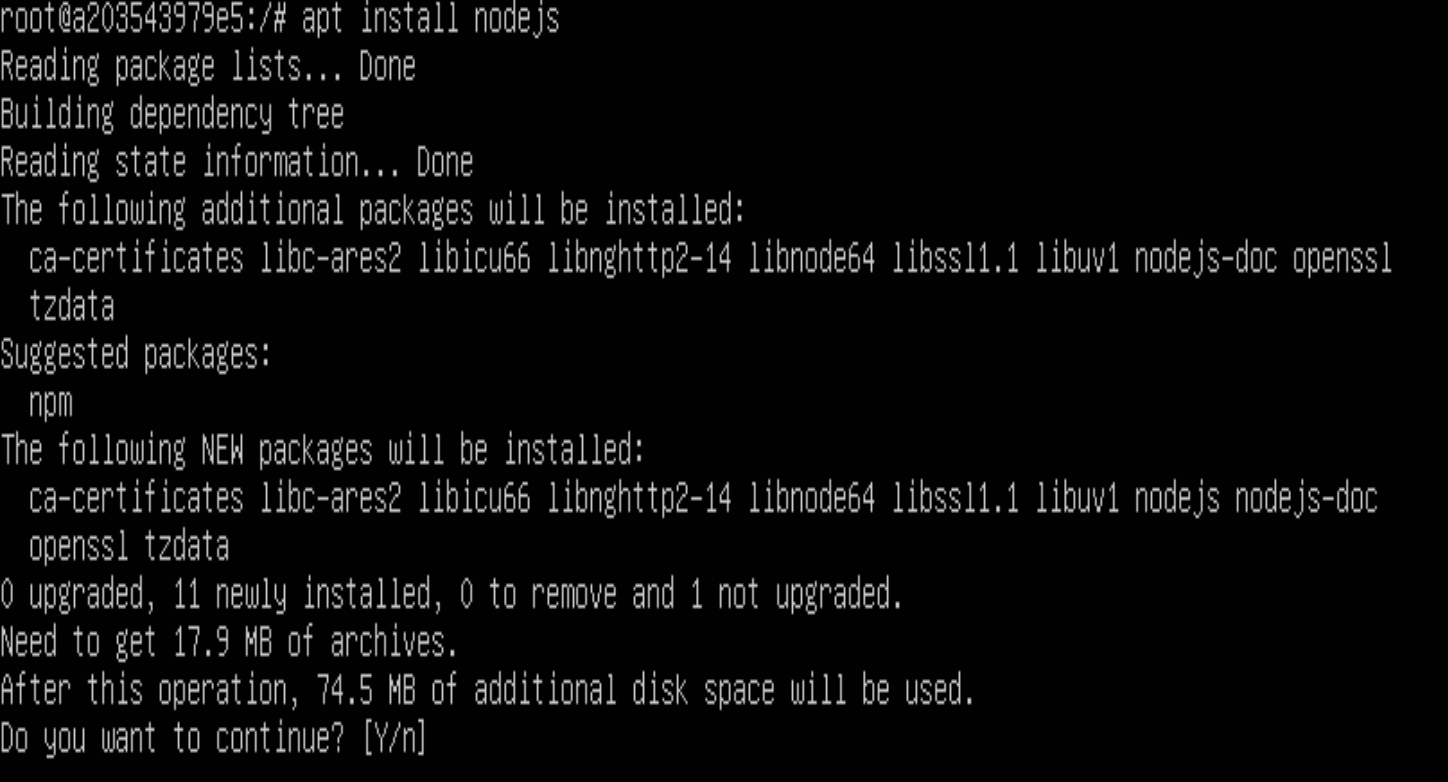 root@a203543979e5:/# apt install nodejs
Reading package lists... Done
Building dependency tree
Reading state information... Done
The following additional packages will be installed:
  ca-certificates libc-ares2 libicu66 libnghttp2-14 libnode64 libssl1.1 libuv1 nodejs-doc openssl
  tzdata
Suggested packages:
  npm
The following NEW packages will be installed:
  ca-certificates libc-ares2 libicu66 libnghttp2-14 libnode64 libssl1.1 libuv1 nodejs nodejs-doc
  openssl tzdata
0 upgraded, 11 newly installed, 0 to remove and 1 not upgraded.
Need to get 17.9 MB of archives.
After this operation, 74.5 MB of additional disk space will be used.
Do you want to continue? [Y/n]